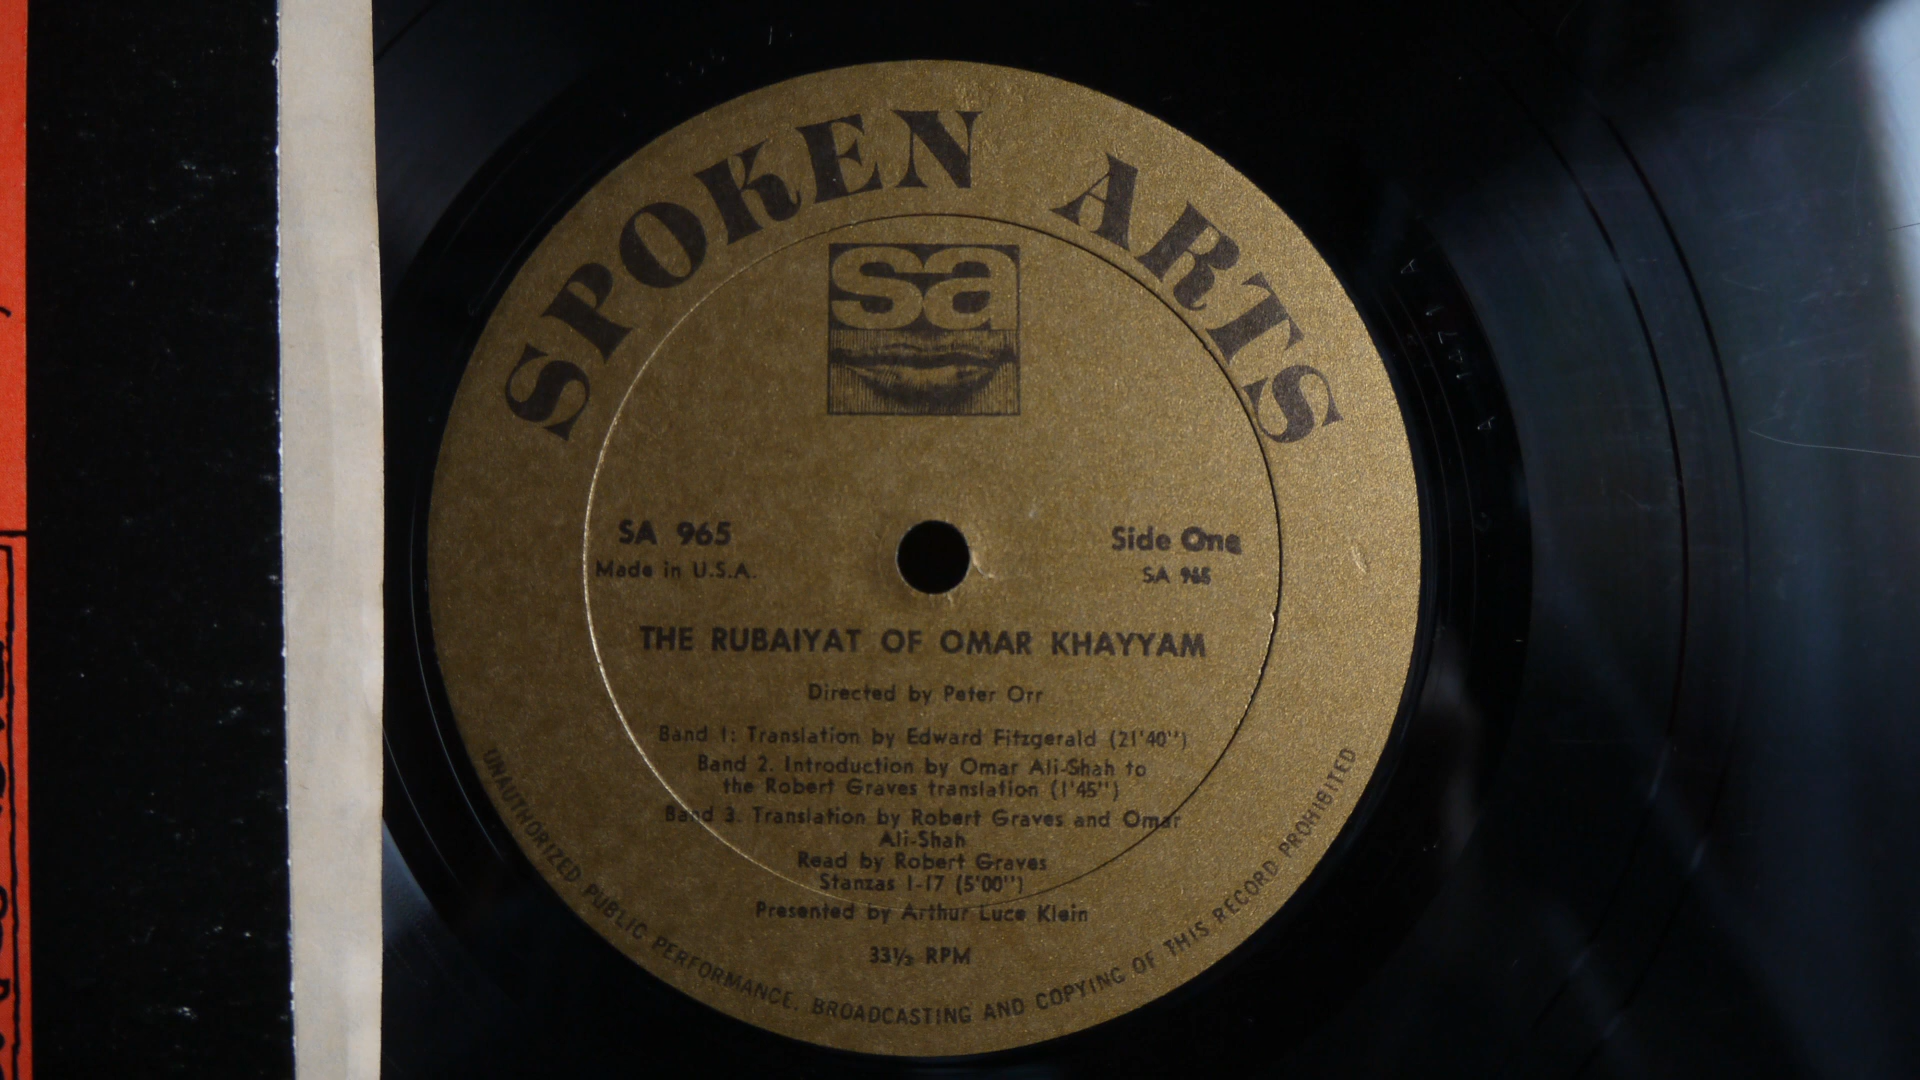 SPOKEN ARTS
sa
SA 965
Made in U.S.A.
Side One
SA 965
THE RUBAIYAT OF OMAR KHAYYAM
Directed by Peter Orr
Band 1: Translation by Edward Fitzgerald (21'40")
Band 2. Introduction by Omar Ali-Shah to
the Robert Graves translation (1'45")
Band 3. Translation by Robert Graves and Omar
Ali-Shah
Read by Robert Graves
Stanzas 1-17 (5'00")
Presented by Arthur Luce Klein
33⅓ RPM
UNAUTHORIZED PUBLIC PERFORMANCE, BROADCASTING AND COPYING OF THIS RECORD PROHIBITED